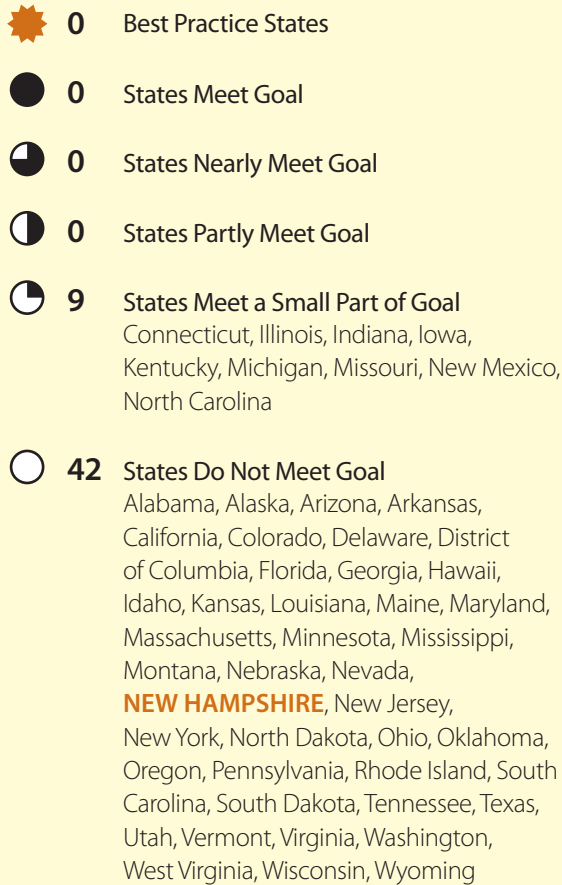 0 Best Practice States
0 States Meet Goal
0 States Nearly Meet Goal
0 States Partly Meet Goal
9 States Meet a Small Part of Goal
Connecticut, Illinois, Indiana, Iowa,
Kentucky, Michigan, Missouri, New Mexico,
North Carolina
42 States Do Not Meet Goal
Alabama, Alaska, Arizona, Arkansas,
California, Colorado, Delaware, District
of Columbia, Florida, Georgia, Hawaii,
Idaho, Kansas, Louisiana, Maine, Maryland,
Massachusetts, Minnesota, Mississippi,
Montana, Nebraska, Nevada,
NEW HAMPSHIRE, New Jersey,
New York, North Dakota, Ohio, Oklahoma,
Oregon, Pennsylvania, Rhode Island, South
Carolina, South Dakota, Tennessee, Texas,
Utah, Vermont, Virginia, Washington,
West Virginia, Wisconsin, Wyoming